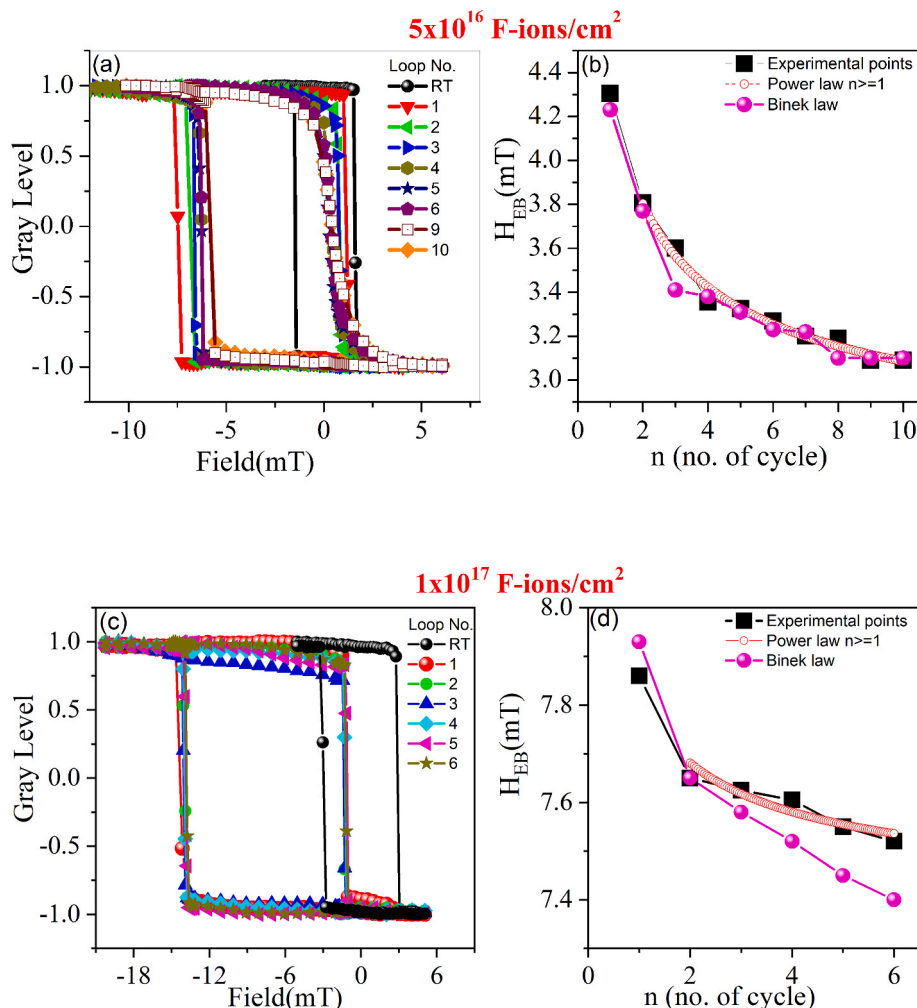 5x10¹⁶ F-ions/cm²
(a)
Loop No.
RT
1
2
3
4
5
6
9
10
1.0
0.5
0.0
-0.5
-1.0
Gray Level
-10
-5
0
5
Field(mT)
(b)
Experimental points
Power law n>=1
Binek law
4.4
4.2
4.0
3.8
3.6
3.4
3.2
3.0
H_EB(mT)
0
2
4
6
8
10
n (no. of cycle)
1x10¹⁷ F-ions/cm²
(c)
Loop No.
RT
1
2
3
4
5
6
1.0
0.5
0.0
-0.5
-1.0
Gray Level
-18
-12
-6
0
6
Field(mT)
(d)
Experimental points
Power law n>=1
Binek law
8.0
7.8
7.6
7.4
H_EB(mT)
0
2
4
6
n (no. of cycle)